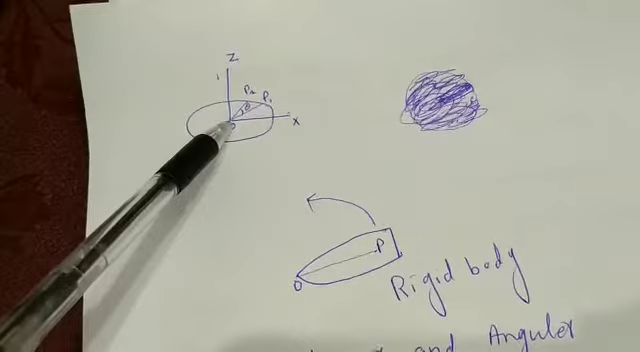 Z
P₂ P₁
θ
X
P
O
Rigid body
and Angular